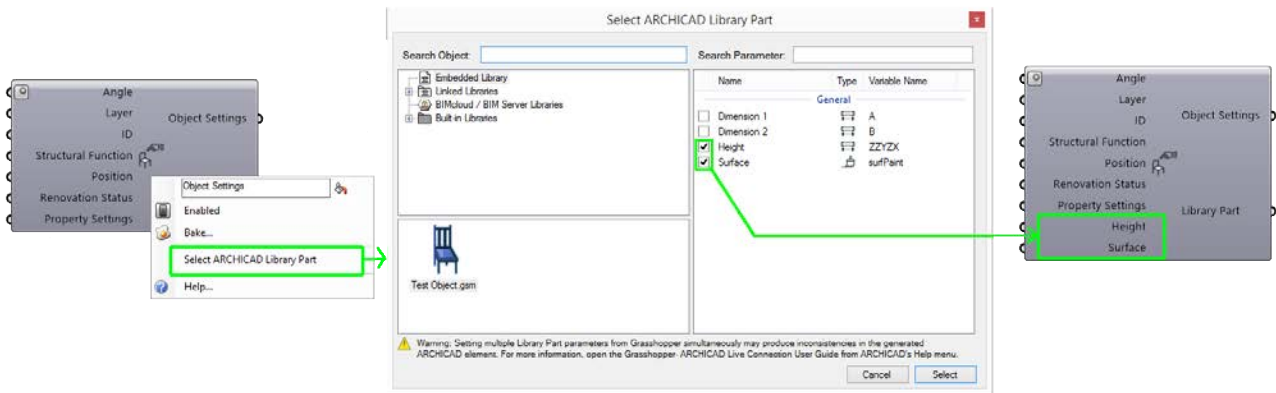 Angle
Layer
Object Settings
ID
Structural Function
Position
Renovation Status
Property Settings
Object Settings
Enabled
Bake...
Select ARCHICAD Library Part
Help...
Select ARCHICAD Library Part
x
Search Object:
Search Parameter:
Embedded Library
Linked Libraries
BIMcloud / BIM Server Libraries
Built-in Libraries
Test Object.gsm
Name Type Variable Name
General
Dimension 1 A
Dimension 2 B
Height ZZYZX
Surface surfPaint
Warning: Setting multiple Library Part parameters from Grasshopper simultaneously may produce inconsistencies in the generated
ARCHICAD element. For more information, open the Grasshopper- ARCHICAD Live Connection User Guide from ARCHICAD's Help menu.
Cancel Select
Angle
Layer
ID
Object Settings
Structural Function
Position
Renovation Status
Property Settings
Library Part
Height
Surface